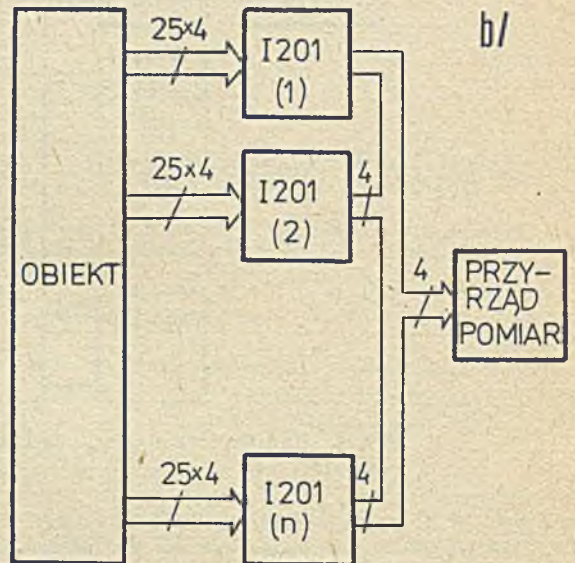 b/
25×4
I201
(1)
25×4
4
I201
(2)
OBIEKT
4
PRZY-
RZĄD
POMIAR
25×4
4
I201
(n)